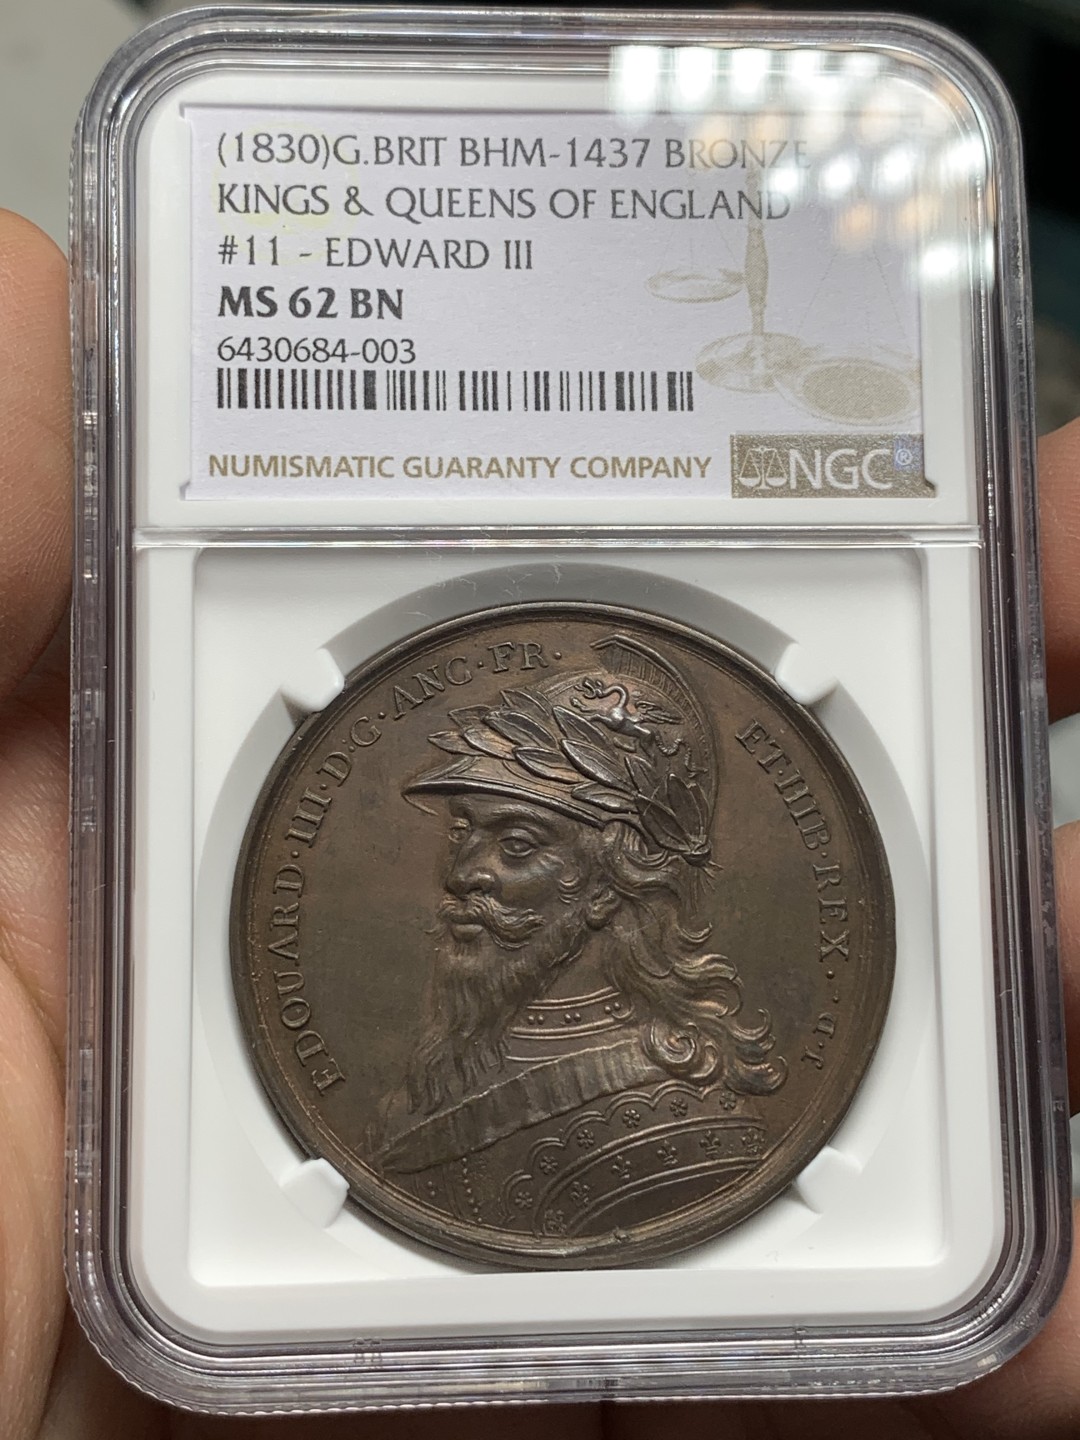 (1830)G.BRIT BHM-1437 BRONZE
KINGS & QUEENS OF ENGLAND
#11 - EDWARD III
MS 62 BN
6430684-003
NUMISMATIC GUARANTY COMPANY
NGC®
EDOUARD·III·D·G·ANG·FR·
ET·HIB·REX·
J.D.